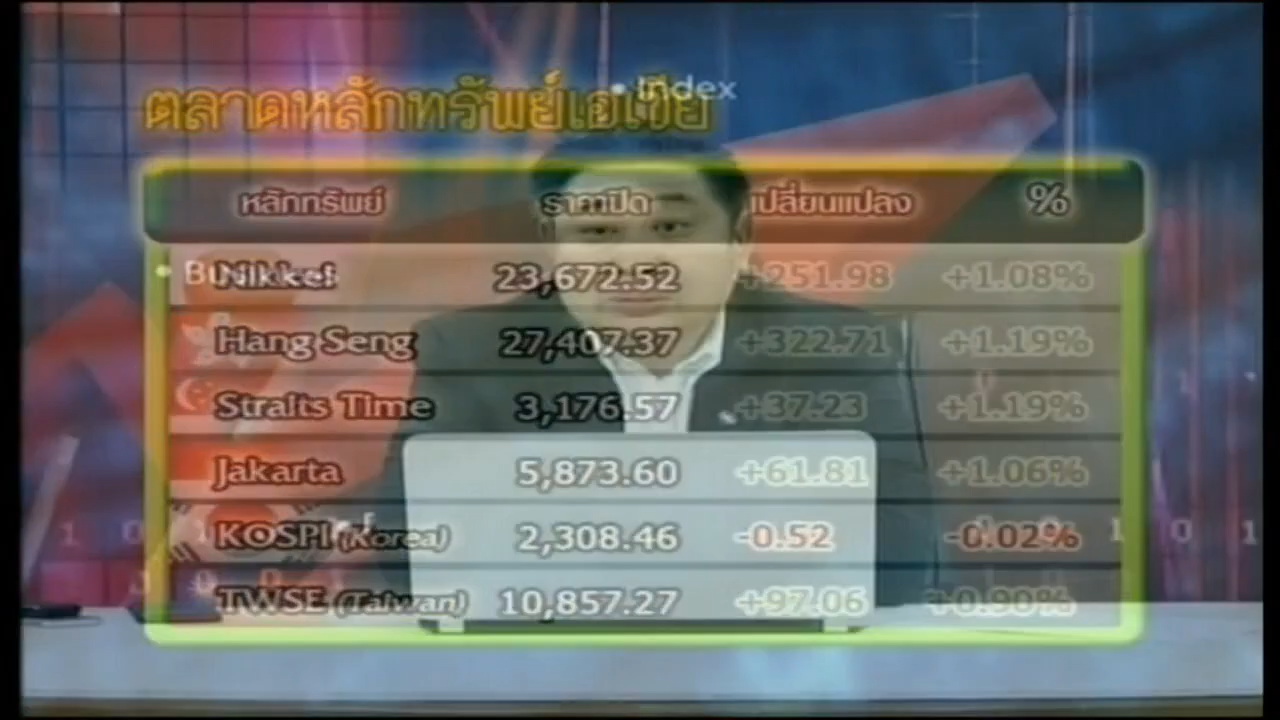 ตลาดหลักทรัพย์เอเชีย
• Index
หลักทรัพย์ ราคาปิด เปลี่ยนแปลง %
Nikkei 23,672.52 +251.98 +1.08%
Hang Seng 27,407.37 +322.71 +1.19%
Straits Time 3,176.57 +37.23 +1.19%
Jakarta 5,873.60 +61.81 +1.06%
KOSPI (Korea) 2,308.46 -0.52 -0.02%
TWSE (Taiwan) 10,857.27 +97.06 +0.90%